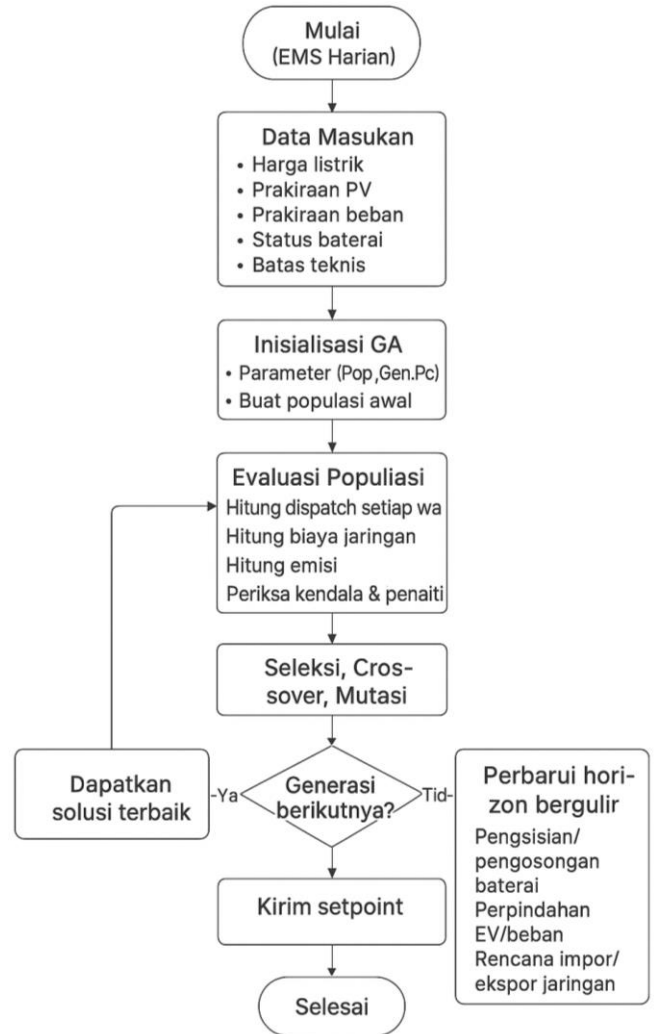 Mulai
(EMS Harian)
Data Masukan
• Harga listrik
• Prakiraan PV
• Prakiraan beban
• Status baterai
• Batas teknis
Inisialisasi GA
• Parameter (Pop,Gen.Pc)
• Buat populasi awal
Evaluasi Populiasi
Hitung dispatch setiap wa
Hitung biaya jaringan
Hitung emisi
Periksa kendala & penaiti
Seleksi, Cros-
sover, Mutasi
Dapatkan
solusi terbaik
-Ya
Generasi
berikutnya?
Tid-
Perbarui hori-
zon bergulir
Pengsisian/
pengosongan
baterai
Perpindahan
EV/beban
Rencana impor/
ekspor jaringan
Kirim setpoint
Selesai